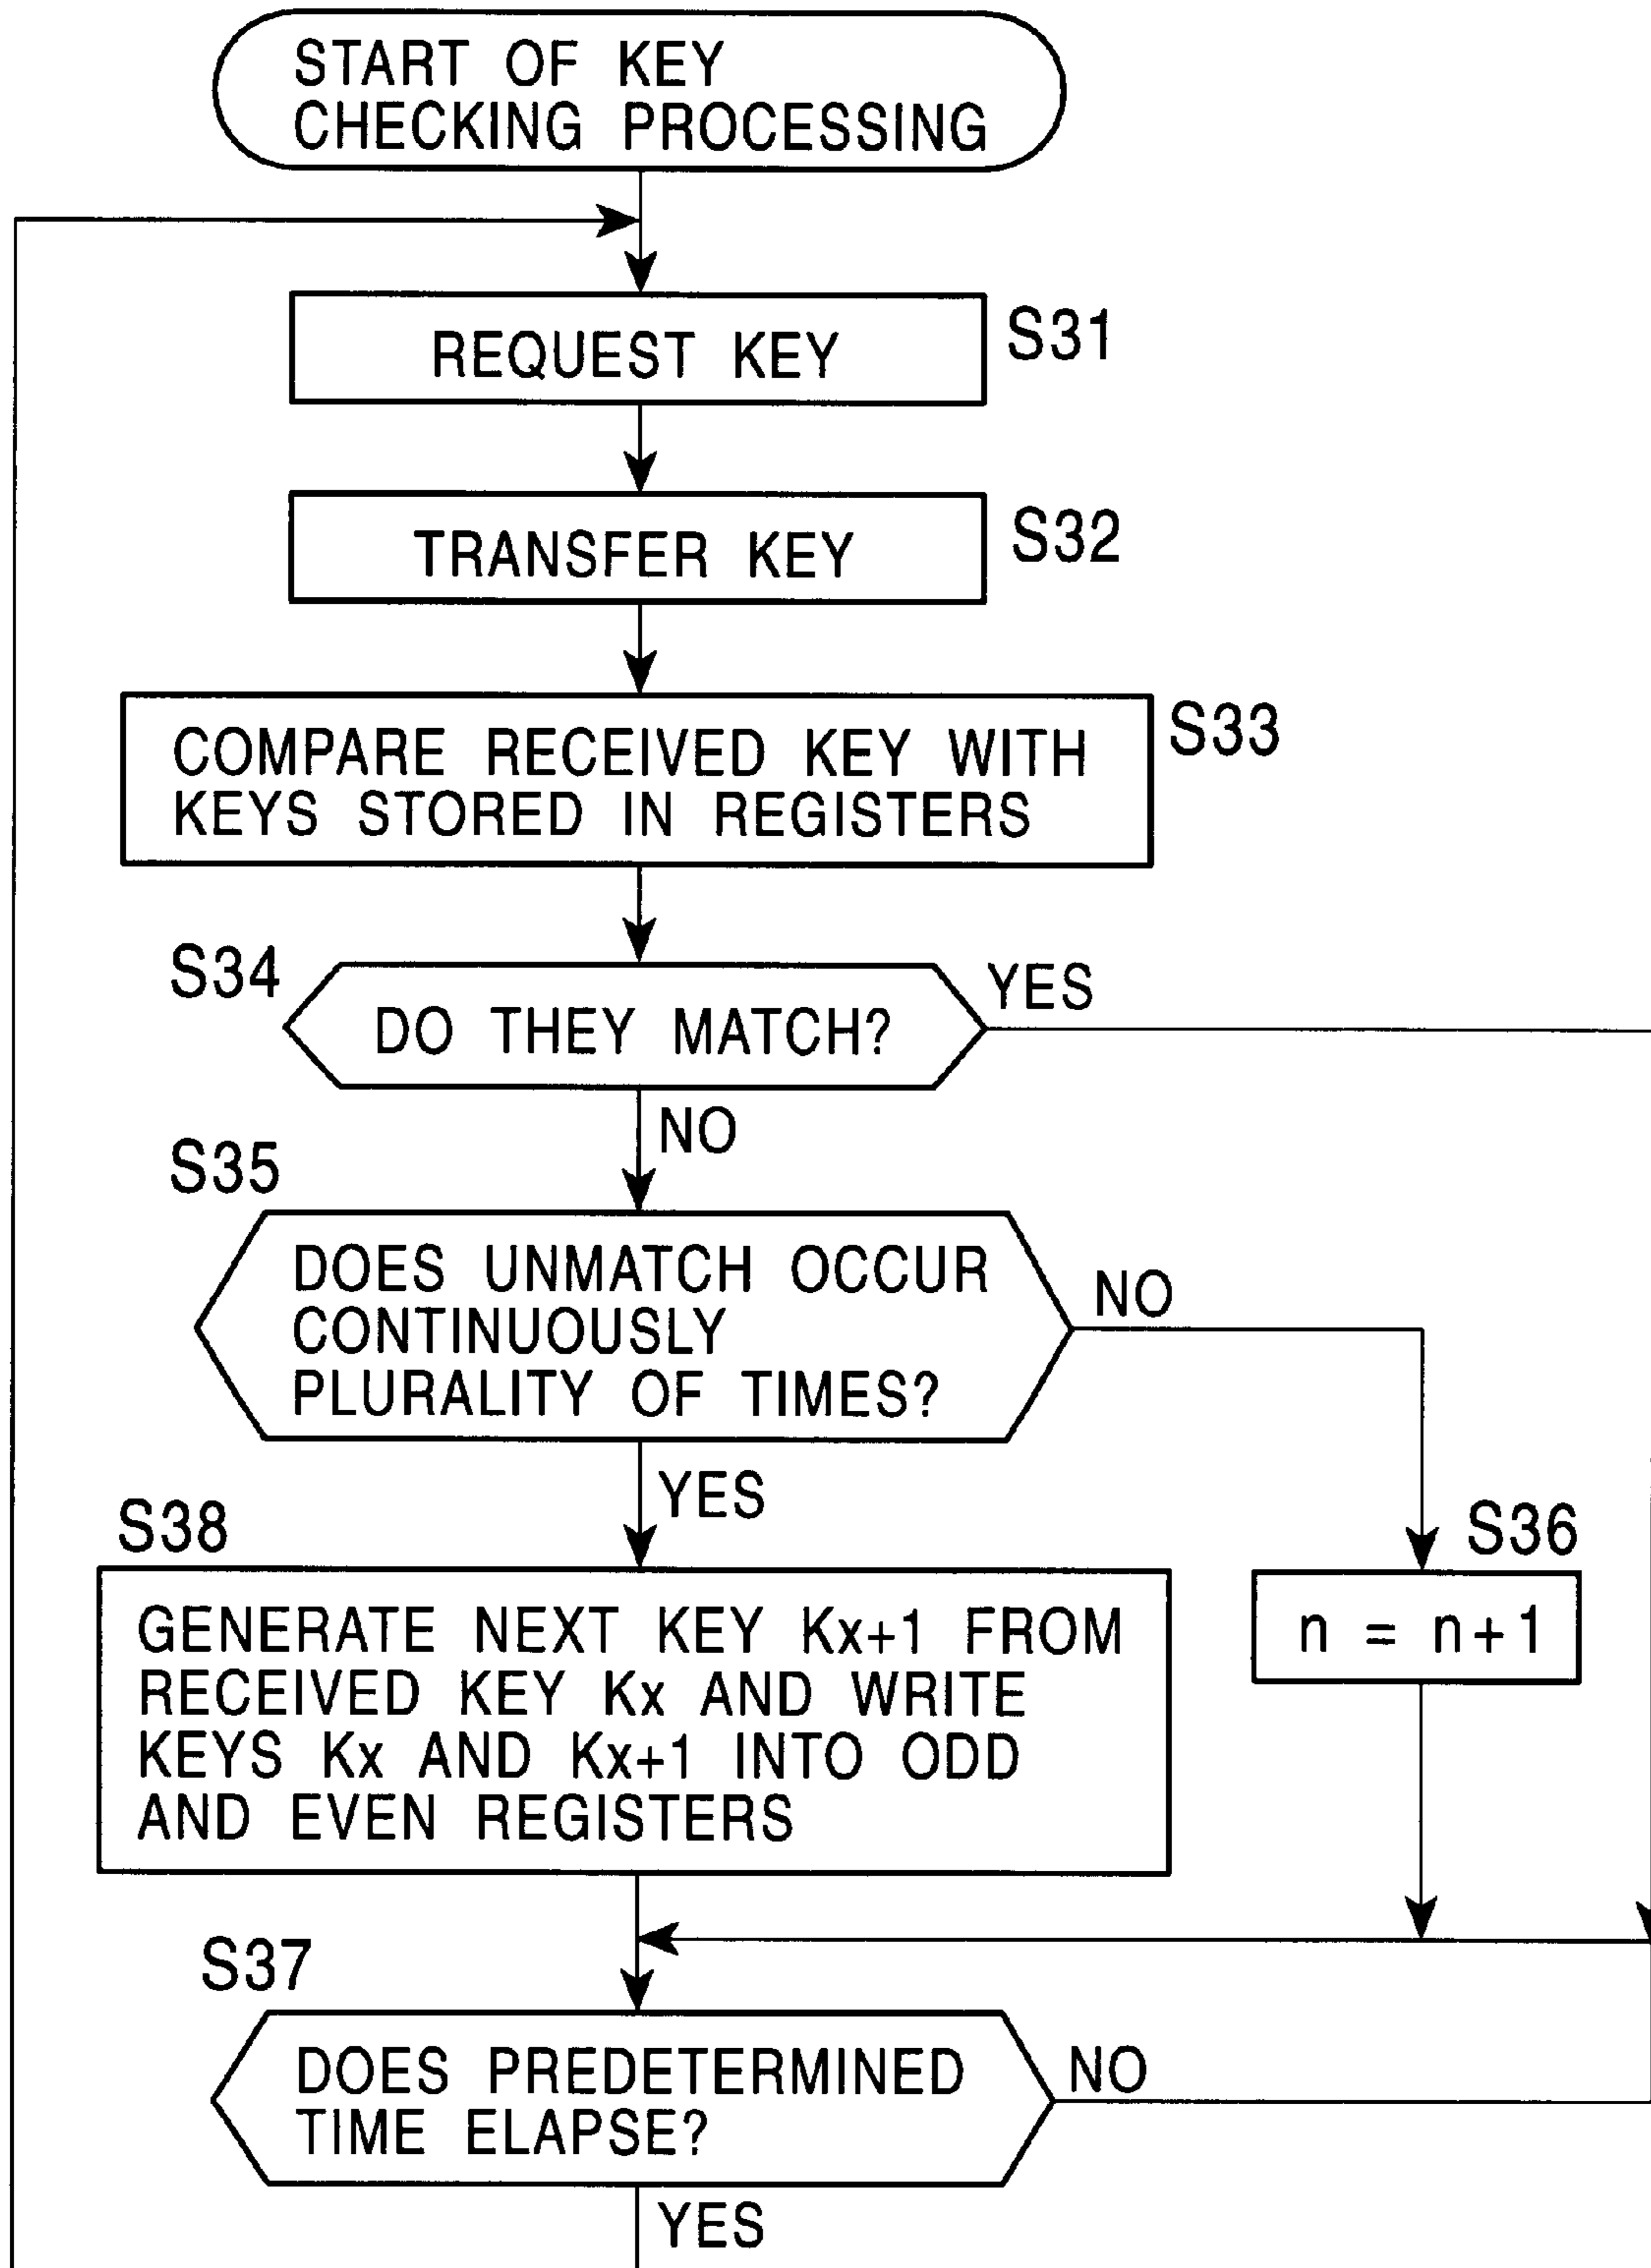 START OF KEY
CHECKING PROCESSING
REQUEST KEY
S31
TRANSFER KEY
S32
COMPARE RECEIVED KEY WITH
KEYS STORED IN REGISTERS
S33
S34
DO THEY MATCH?
YES
NO
S35
DOES UNMATCH OCCUR
CONTINUOUSLY
PLURALITY OF TIMES?
NO
YES
S38
S36
GENERATE NEXT KEY Kx+1 FROM
RECEIVED KEY Kx AND WRITE
KEYS Kx AND Kx+1 INTO ODD
AND EVEN REGISTERS
n = n+1
S37
DOES PREDETERMINED
TIME ELAPSE?
NO
YES